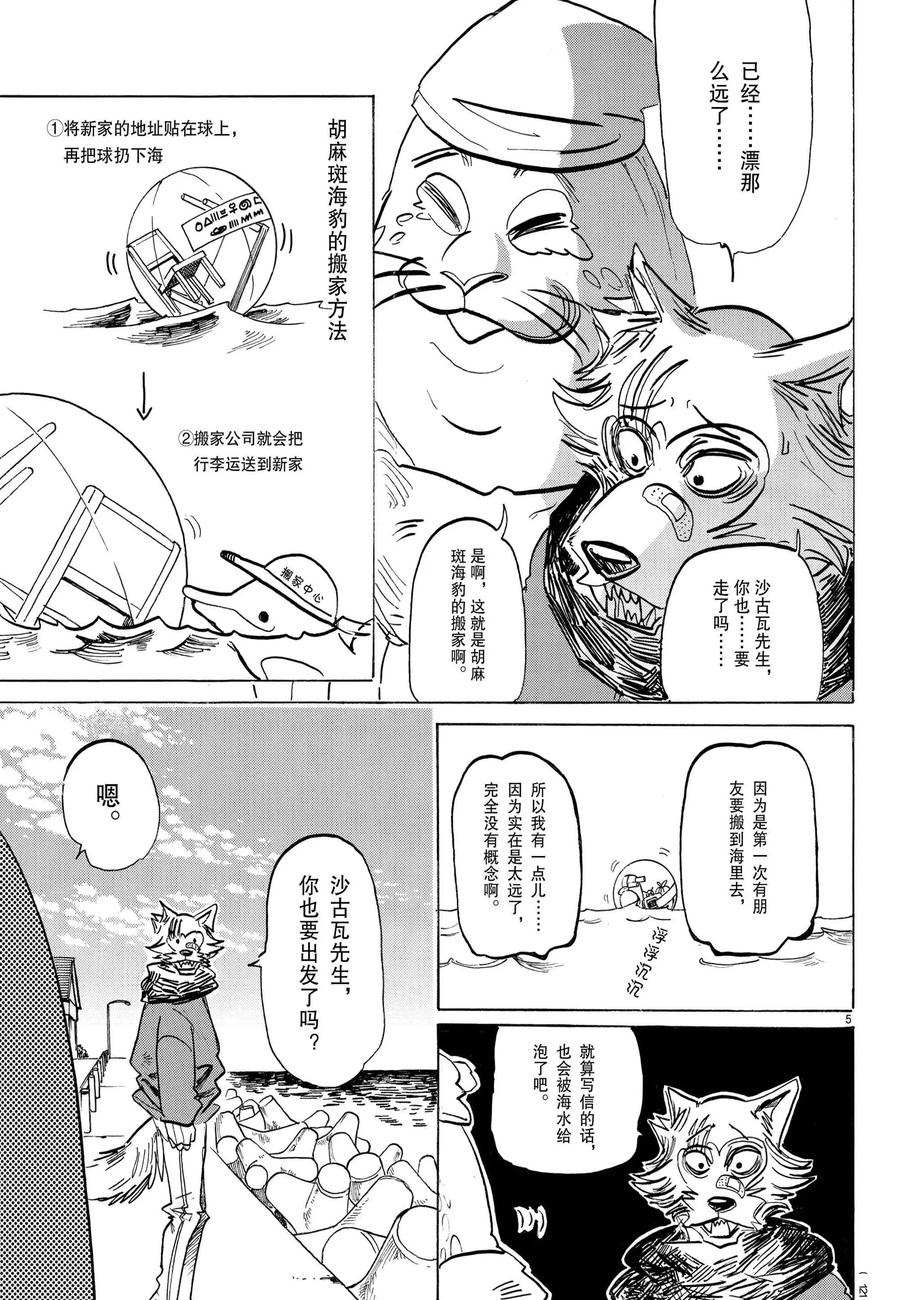 已经……漂那
么远了……
胡麻斑海豹的搬家方法
①将新家的地址贴在球上，
再把球扔下海
②搬家公司就会把
行李运送到新家
搬家中心
沙古瓦先生，
你也……要
走了吗……
是啊，这就是胡麻
斑海豹的搬家啊。
因为是第一次有朋
友要搬到海里去，
所以我有一点儿……
因为实在是太远了，
完全没有概念啊。
浮浮沉沉
5
就算写信的话，
也会被海水给
泡了吧。
沙古瓦先生，
你也要出发了吗？
嗯。